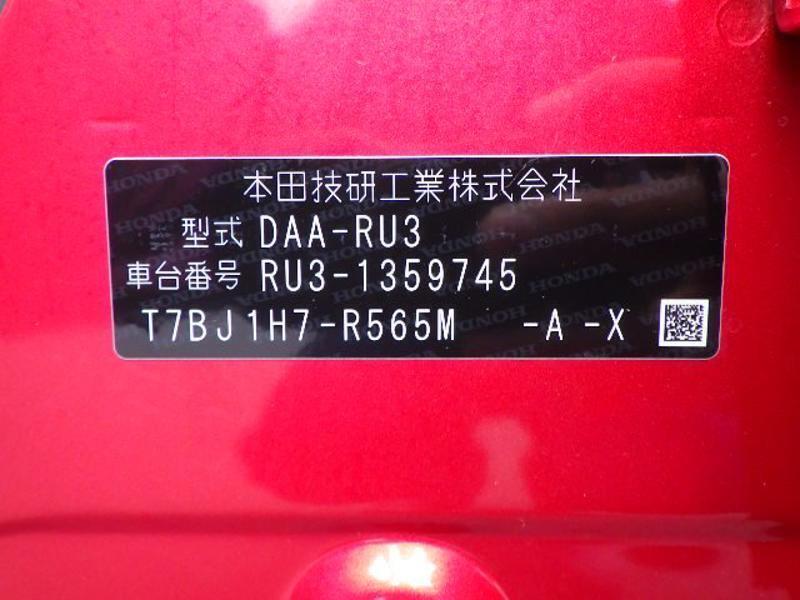 本田技研工業株式会社
型式 DAA-RU3
車台番号 RU3-1359745
T7BJ1H7-R565M -A -X